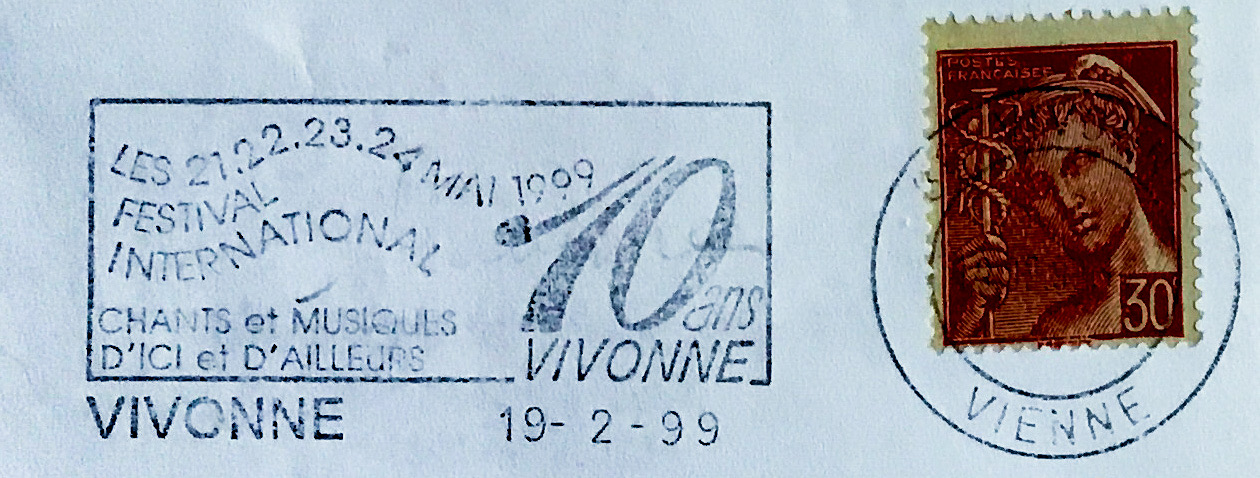 LES 21.22.23.24 MAI 1999
FESTIVAL
INTERNATIONAL
CHANTS et MUSIQUES
D'ICI et D'AILLEURS
10 ans
VIVONNE
VIVONNE
19- 2 - 99
POSTES
FRANÇAISES
30
VIENNE